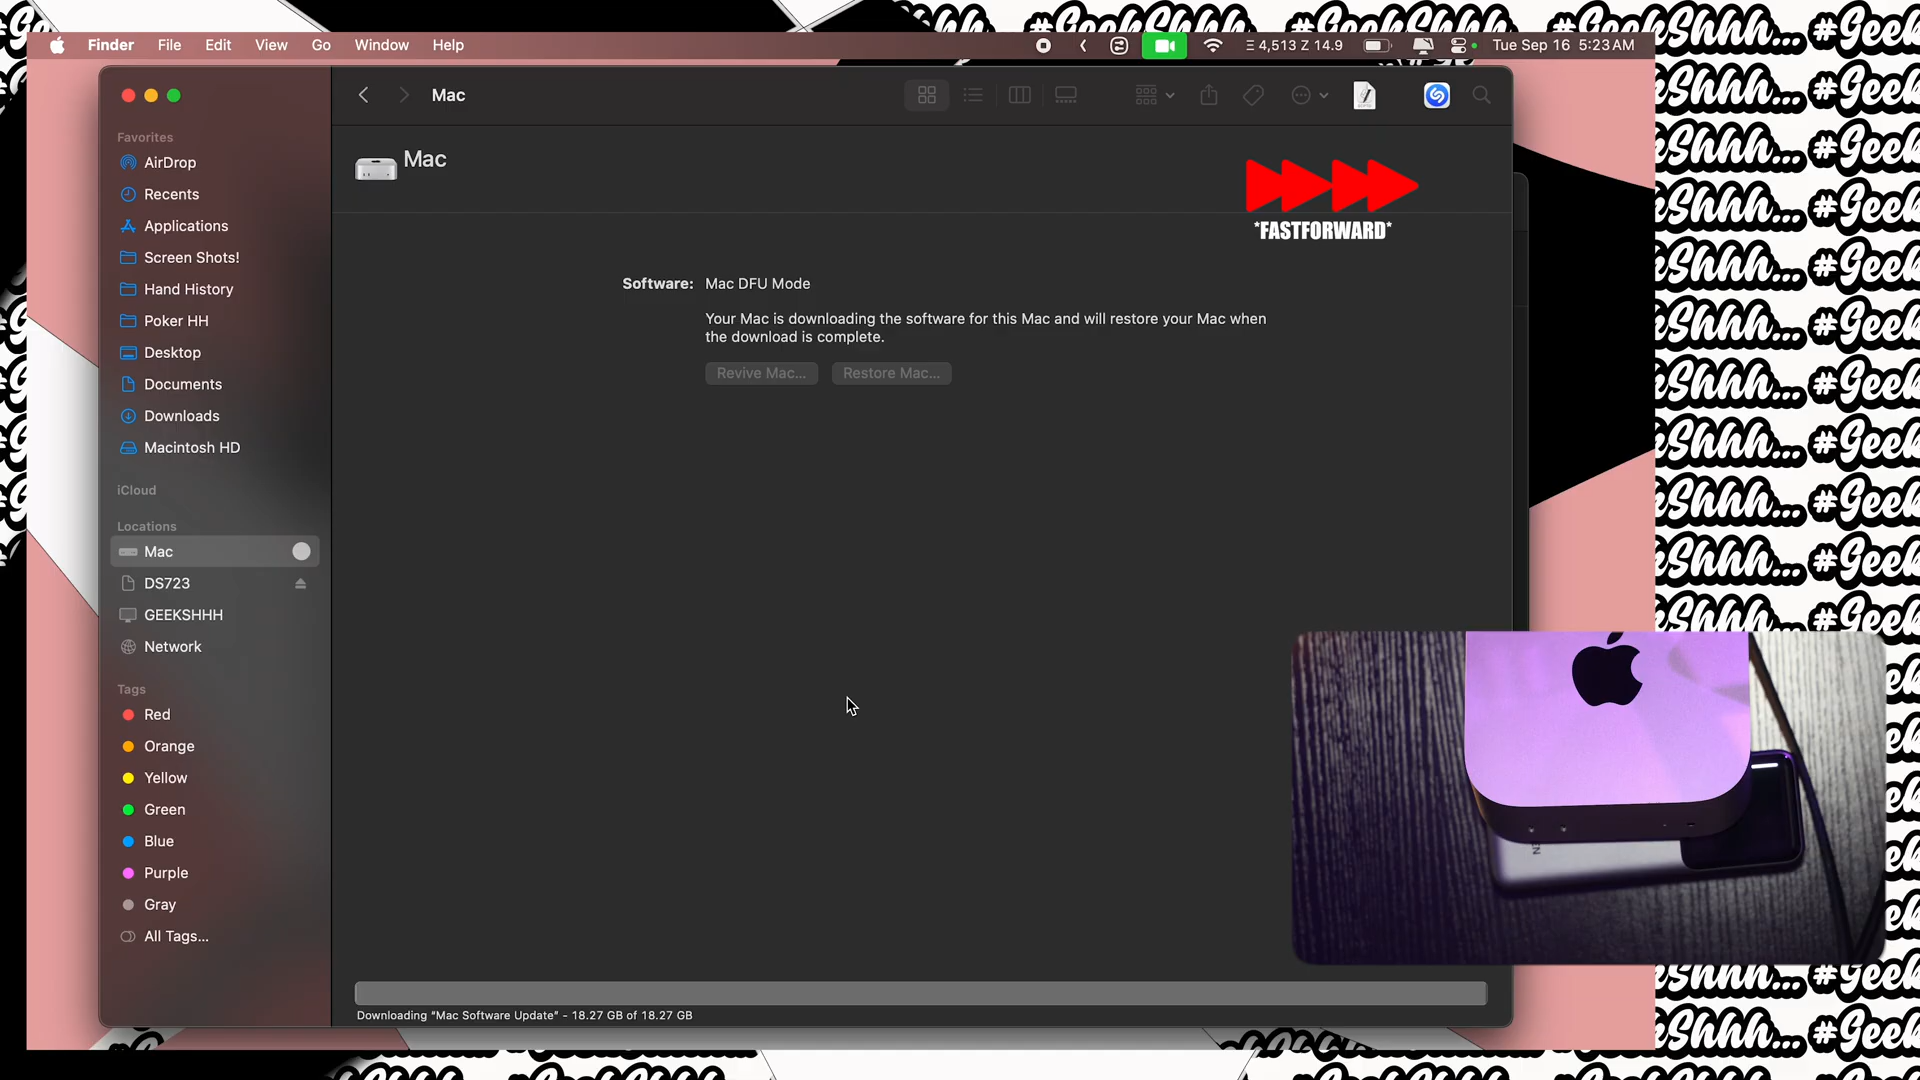 Finder File Edit View Go Window Help
4,513 Z 14.9 Tue Sep 16 5:23 AM
Mac
Favorites
AirDrop
Recents
Applications
Screen Shots!
Hand History
Poker HH
Desktop
Documents
Downloads
Macintosh HD
iCloud
Locations
Mac
DS723
GEEKSHHH
Network
Tags
Red
Orange
Yellow
Green
Blue
Purple
Gray
All Tags...
Mac
*FASTFORWARD*
Software: Mac DFU Mode
Your Mac is downloading the software for this Mac and will restore your Mac when
the download is complete.
Revive Mac... Restore Mac...
Downloading "Mac Software Update" - 18.27 GB of 18.27 GB
#GeekShhh...